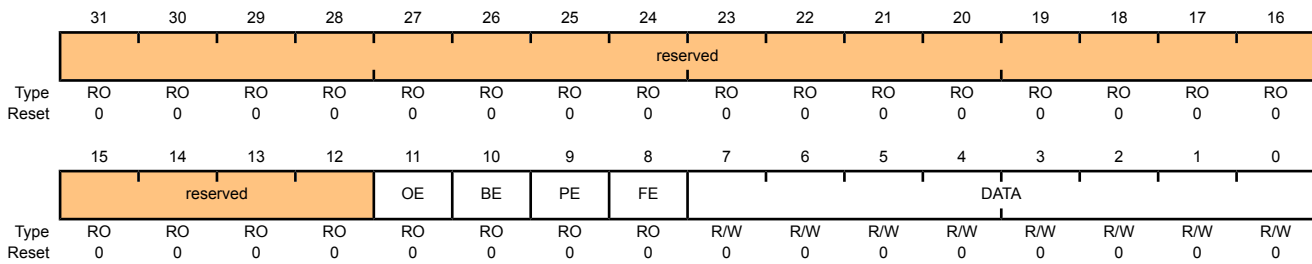 31 30 29 28 27 26 25 24 23 22 21 20 19 18 17 16
reserved
Type RO RO RO RO RO RO RO RO RO RO RO RO RO RO RO RO
Reset 0 0 0 0 0 0 0 0 0 0 0 0 0 0 0 0
15 14 13 12 11 10 9 8 7 6 5 4 3 2 1 0
reserved OE BE PE FE DATA
Type RO RO RO RO RO RO RO RO R/W R/W R/W R/W R/W R/W R/W R/W
Reset 0 0 0 0 0 0 0 0 0 0 0 0 0 0 0 0